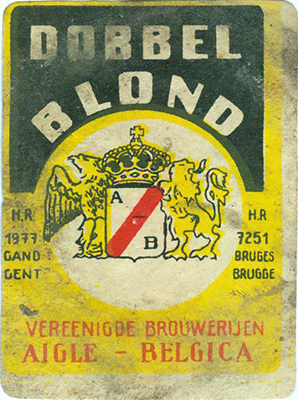 DOBBEL
BLOND
A - B
H.R.
1977
GAND
GENT
H.R
7251
BRUGES
BRUGGE
VEREENIGDE BROUWERIJEN
AIGLE - BELGICA